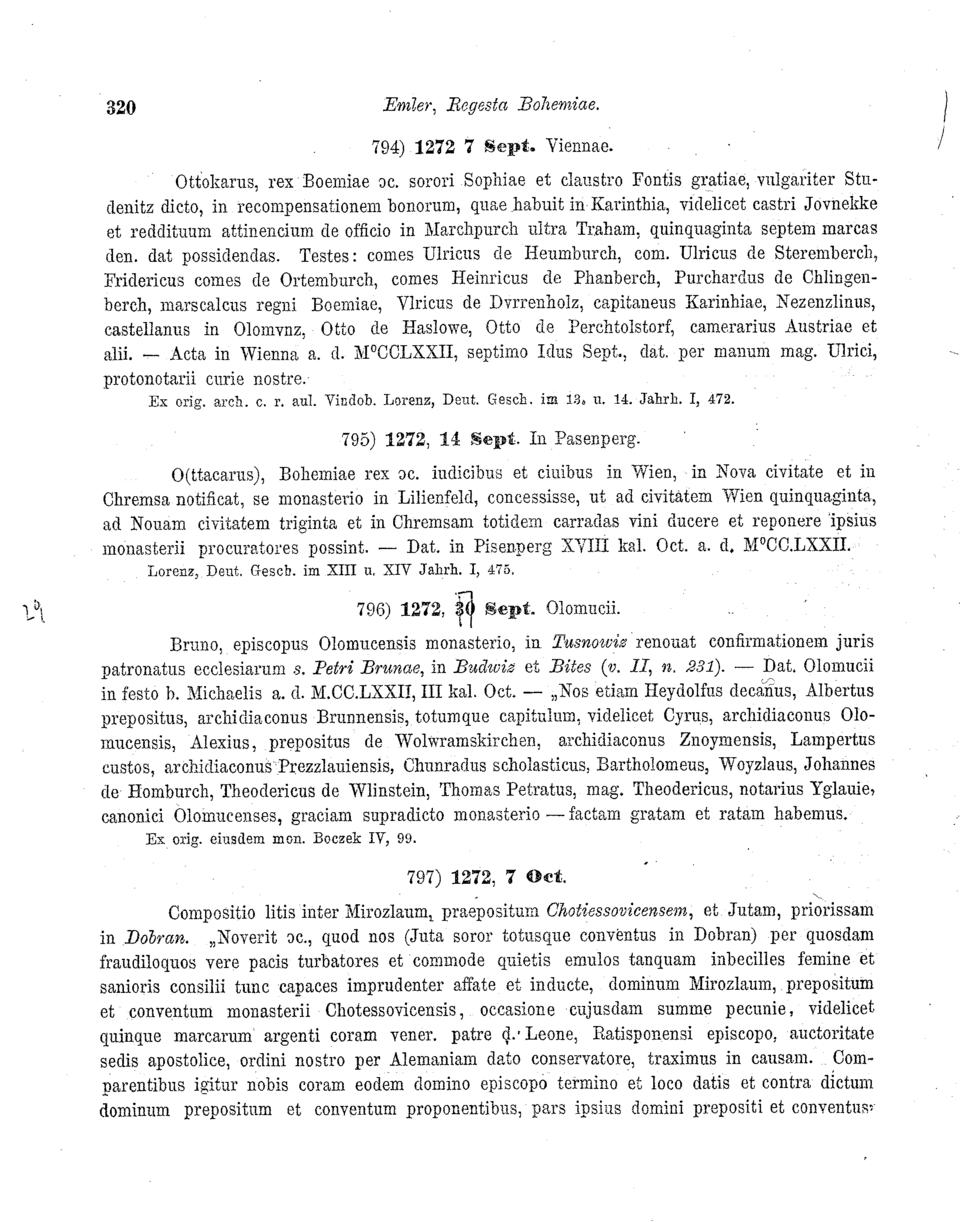 320 Emler, Regesta Bohemiae.
794) 1272 7 Sept. Viennae.
Ottokarus, rex Boemiae ɔc. sorori Sophiae et claustro Fontis gratiae, vulgariter Stu-
denitz dicto, in recompensationem bonorum, quae habuit in Karinthia, videlicet castri Jovnekke
et reddituum attinencium de officio in Marchpurch ultra Traham, quinquaginta septem marcas
den. dat possidendas. Testes: comes Ulricus de Heumburch, com. Ulricus de Steremberch,
Fridericus comes de Ortemburch, comes Heinricus de Phanberch, Purchardus de Chlingen-
berch, marscalcus regni Boemiae, Vlricus de Dvrrenholz, capitaneus Karinhiae, Nezenzlinus,
castellanus in Olomvnz, Otto de Haslowe, Otto de Perchtolstorf, camerarius Austriae et
alii. — Acta in Wienna a. d. M⁰CCLXXII, septimo Idus Sept., dat. per manum mag. Ulrici,
protonotarii curie nostre.
Ex orig. arch. c. r. aul. Vindob. Lorenz, Deut. Gesch. im 13. u. 14. Jahrh. I, 472.
795) 1272, 14 Sept. In Pasenperg.
O(ttacarus), Bohemiae rex ɔc. iudicibus et ciuibus in Wien, in Nova civitate et in
Chremsa notificat, se monasterio in Lilienfeld, concessisse, ut ad civitatem Wien quinquaginta,
ad Nouam civitatem triginta et in Chremsam totidem carradas vini ducere et reponere ipsius
monasterii procuratores possint. — Dat. in Pisenperg XVIII kal. Oct. a. d. M⁰CC.LXXII.
Lorenz, Deut. Gesch. im XIII u. XIV Jahrh. I, 475.
29
796) 1272, 30 Sept. Olomucii.
Bruno, episcopus Olomucensis monasterio, in Tusnowiz renouat confirmationem juris
patronatus ecclesiarum s. Petri Brunae, in Budwiz et Bites (v. II, n. 231). — Dat. Olomucii
in festo b. Michaelis a. d. M.CC.LXXII, III kal. Oct. — „Nos etiam Heydolfus decanus, Albertus
prepositus, archidiaconus Brunnensis, totumque capitulum, videlicet Cyrus, archidiaconus Olo-
mucensis, Alexius, prepositus de Wolwramskirchen, archidiaconus Znoymensis, Lampertus
custos, archidiaconus Prezzlauiensis, Chunradus scholasticus, Bartholomeus, Woyzlaus, Johannes
de Homburch, Theodericus de Wlinstein, Thomas Petratus, mag. Theodericus, notarius Yglauie,
canonici Olomucenses, graciam supradicto monasterio — factam gratam et ratam habemus.
Ex orig. eiusdem mon. Boczek IV, 99.
797) 1272, 7 Oct.
Compositio litis inter Mirozlaum, praepositum Chotiessovicensem, et Jutam, priorissam
in Dobran. „Noverit ɔc., quod nos (Juta soror totusque conventus in Dobran) per quosdam
fraudiloquos vere pacis turbatores et commode quietis emulos tanquam inbecilles femine et
sanioris consilii tunc capaces imprudenter affate et inducte, dominum Mirozlaum, prepositum
et conventum monasterii Chotessovicensis, occasione cujusdam summe pecunie, videlicet
quinque marcarum argenti coram vener. patre d. Leone, Ratisponensi episcopo, auctoritate
sedis apostolice, ordini nostro per Alemaniam dato conservatore, traximus in causam. Com-
parentibus igitur nobis coram eodem domino episcopo termino et loco datis et contra dictum
dominum prepositum et conventum proponentibus, pars ipsius domini prepositi et conventus,